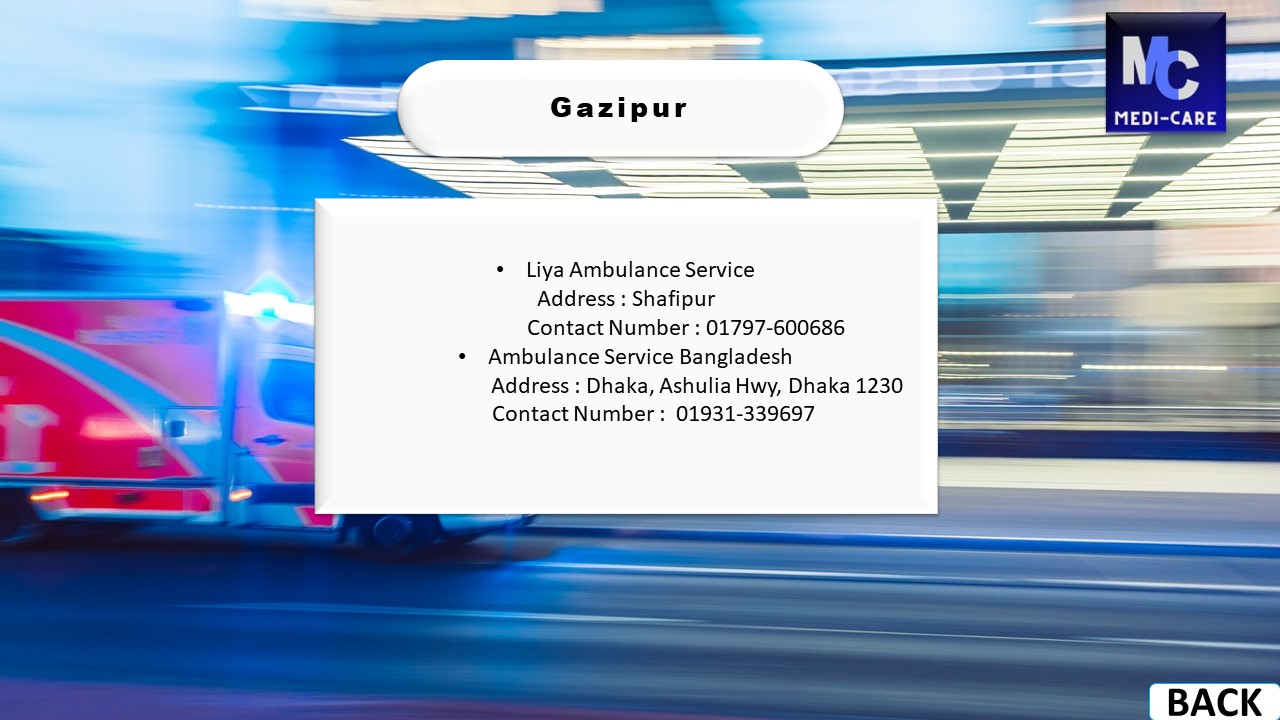 MC
MEDI-CARE
Gazipur
• Liya Ambulance Service
Address : Shafipur
Contact Number : 01797-600686
• Ambulance Service Bangladesh
Address : Dhaka, Ashulia Hwy, Dhaka 1230
Contact Number : 01931-339697
BACK